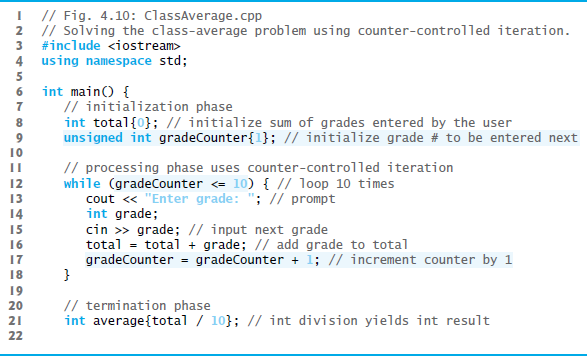 1 // Fig. 4.10: ClassAverage.cpp
2 // Solving the class-average problem using counter-controlled iteration.
3 #include <iostream>
4 using namespace std;
5
6 int main() {
7 // initialization phase
8 int total{0}; // initialize sum of grades entered by the user
9 unsigned int gradeCounter{1}; // initialize grade # to be entered next
10
11 // processing phase uses counter-controlled iteration
12 while (gradeCounter <= 10) { // loop 10 times
13 cout << "Enter grade: "; // prompt
14 int grade;
15 cin >> grade; // input next grade
16 total = total + grade; // add grade to total
17 gradeCounter = gradeCounter + 1; // increment counter by 1
18 }
19
20 // termination phase
21 int average{total / 10}; // int division yields int result
22